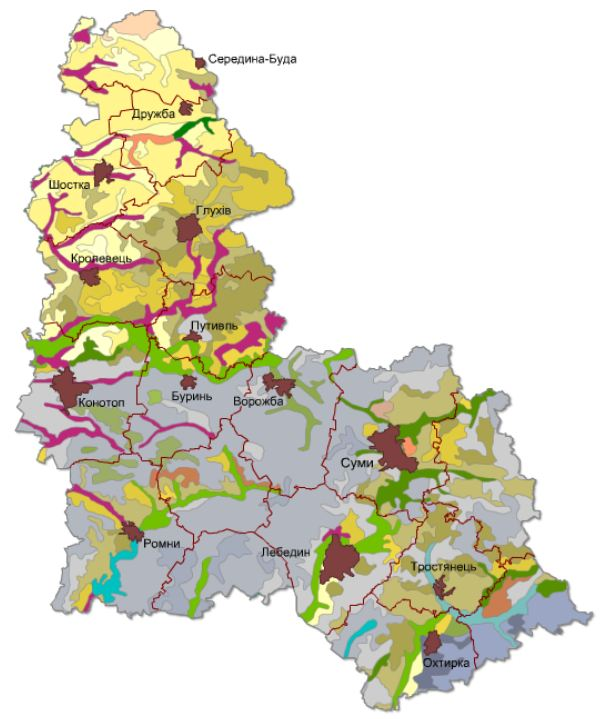 Середина-Буда
Дружба
Шостка
Глухів
Кролевець
Путивль
Конотоп
Буринь
Ворожба
Суми
Ромни
Лебедин
Тростянець
Охтирка